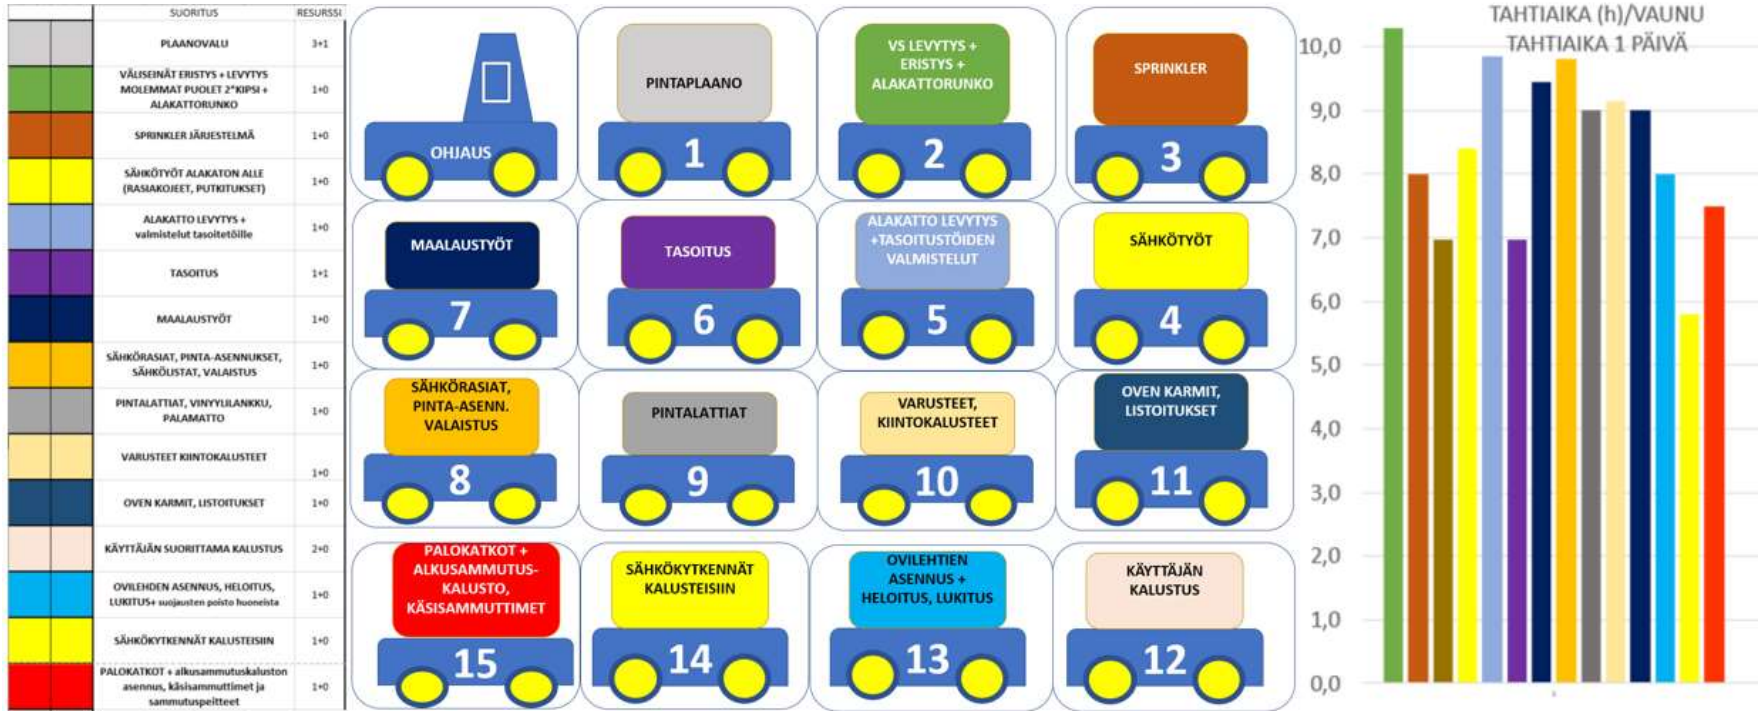 SUORITUS
RESURSSI
PLAANOVALU
3+1
VÄLISEINÄT ERISTYS + LEVYTYS
MOLEMMAT PUOLET 2*KIPSI +
ALAKATTORUNKO
1+0
SPRINKLER JÄRJESTELMÄ
1+0
SÄHKÖTYÖT ALAKATON ALLE
(RASIAKOJEET, PUTKITUKSET)
1+0
ALAKATTO LEVYTYS +
valmistelut tasoitetöille
1+0
TASOITUS
1+1
MAALAUSTYÖT
1+0
SÄHKÖRASIAT, PINTA-ASENNUKSET,
SÄHKÖLISTAT, VALAISTUS
1+0
PINTALATTIAT, VINYYLILANKKU,
PALAMATTO
1+0
VARUSTEET KIINTOKALUSTEET
1+0
OVEN KARMIT, LISTOITUKSET
1+0
KÄYTTÄJÄN SUORITTAMA KALUSTUS
2+0
OVILEHDEN ASENNUS, HELOITUS,
LUKITUS+ suojausten poisto huoneista
1+0
SÄHKÖKYTKENNÄT KALUSTEISIIN
1+0
PALOKATKOT + alkusammutuskaluston
asennus, käsisammuttimet ja
sammutuspeitteet
1+0
OHJAUS
PINTAPLAANO
1
VS LEVYTYS +
ERISTYS +
ALAKATTORUNKO
2
SPRINKLER
3
MAALAUSTYÖT
7
TASOITUS
6
ALAKATTO LEVYTYS
+TASOITUSTÖIDEN
VALMISTELUT
5
SÄHKÖTYÖT
4
SÄHKÖRASIAT,
PINTA-ASENN.
VALAISTUS
8
PINTALATTIAT
9
VARUSTEET,
KIINTOKALUSTEET
10
OVEN KARMIT,
LISTOITUKSET
11
PALOKATKOT +
ALKUSAMMUTUS-
KALUSTO,
KÄSISAMMUTTIMET
15
SÄHKÖKYTKENNÄT
KALUSTEISIIN
14
OVILEHTIEN
ASENNUS +
HELOITUS, LUKITUS
13
KÄYTTÄJÄN
KALUSTUS
12
TAHTIAIKA (h)/VAUNU
TAHTIAIKA 1 PÄIVÄ
10,0
9,0
8,0
7,0
6,0
5,0
4,0
3,0
2,0
1,0
0,0